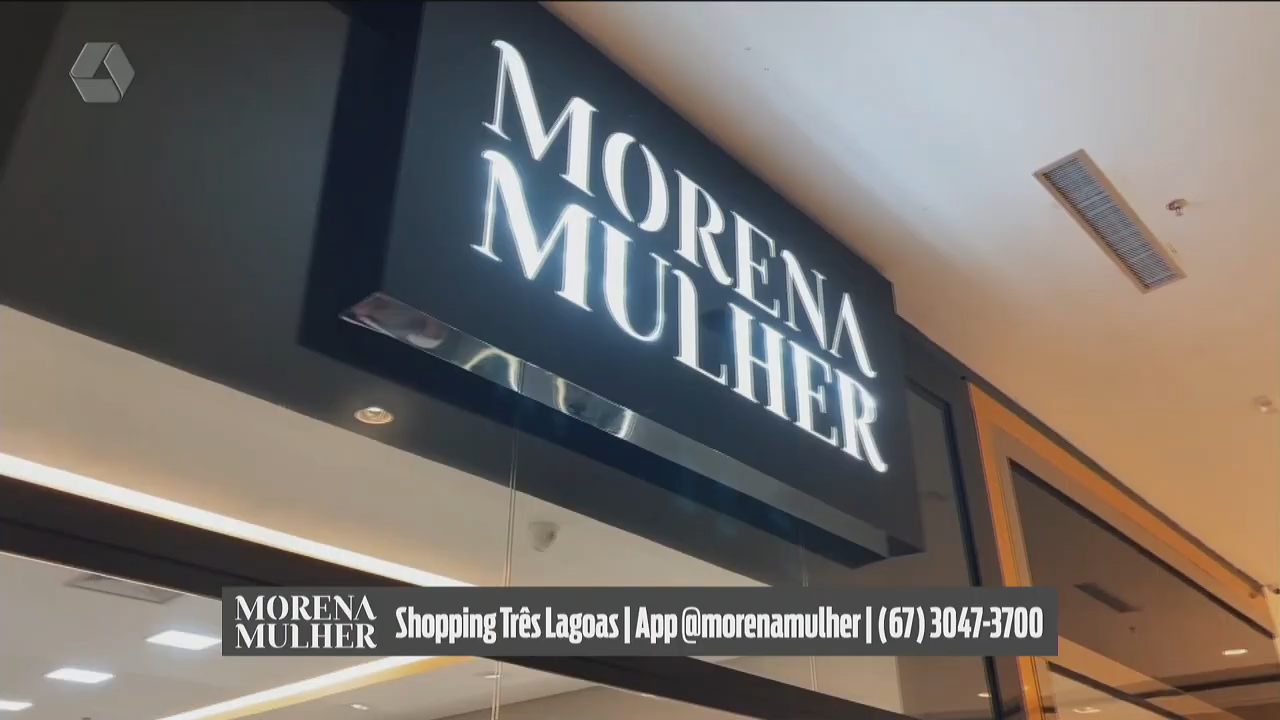 MORENA
MULHER
MORENA
MULHER
Shopping Três Lagoas | App @morenamulher | (67) 3047-3700